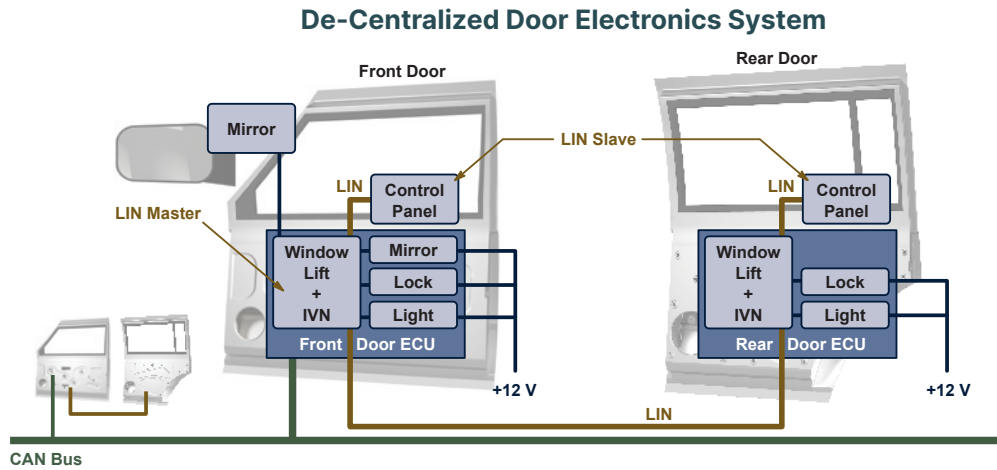 De-Centralized Door Electronics System
Front Door
Rear Door
Mirror
LIN Slave
LIN
Control
Panel
LIN
Control
Panel
LIN Master
Window
Lift
+
IVN
Mirror
Lock
Light
Front Door ECU
Window
Lift
+
IVN
Lock
Light
Rear Door ECU
+12 V
+12 V
LIN
CAN Bus